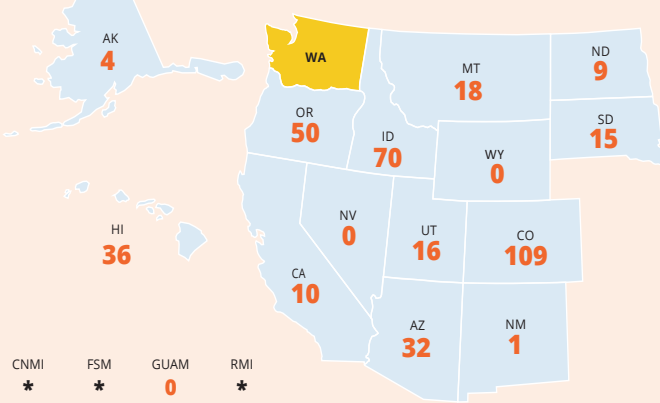 AK
4
WA
MT
18
ND
9
OR
50
ID
70
SD
15
WY
0
HI
36
NV
0
UT
16
CO
109
CA
10
AZ
32
NM
1
CNMI
*
FSM
*
GUAM
0
RMI
*